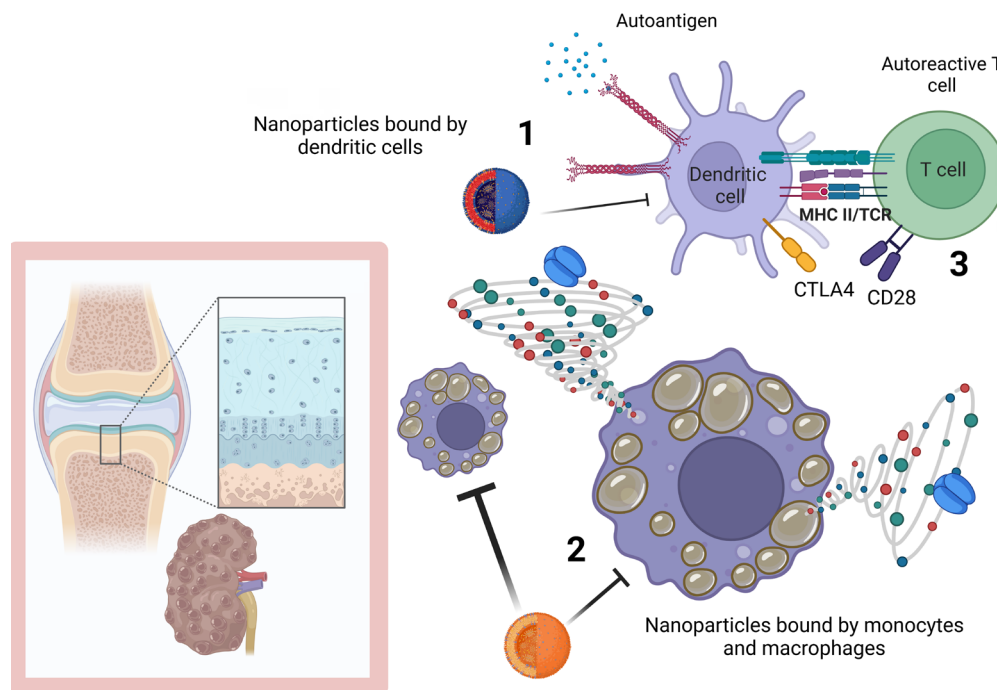 Autoantigen
Autoreactive T
cell
Nanoparticles bound by
dendritic cells
1
Dendritic
cell
T cell
MHC II/TCR
3
CTLA4
CD28
2
Nanoparticles bound by monocytes
and macrophages